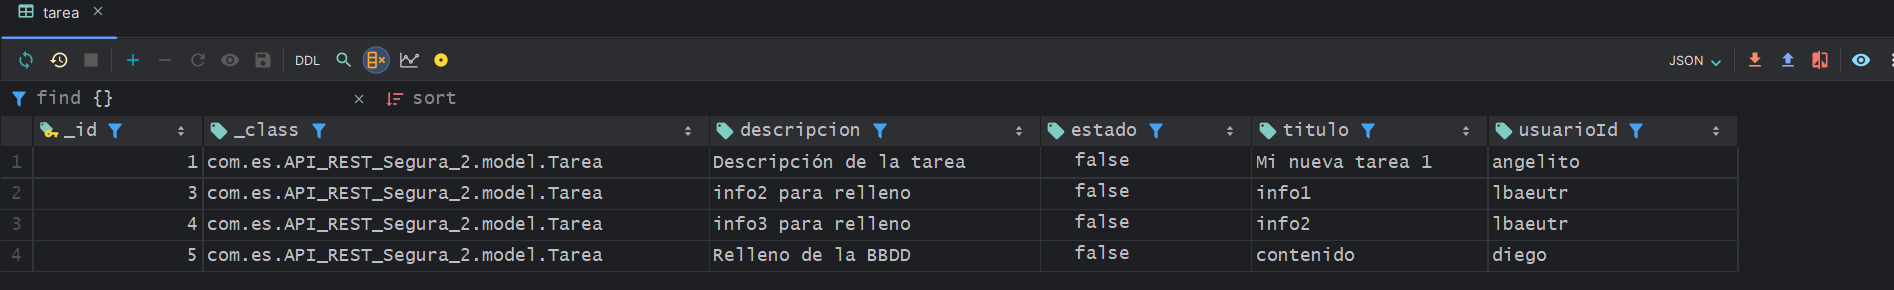 tarea
DDL JSON
find {} sort
_id _class descripcion estado titulo usuarioId
1 1 com.es.API_REST_Segura_2.model.Tarea Descripción de la tarea false Mi nueva tarea 1 angelito
2 3 com.es.API_REST_Segura_2.model.Tarea info2 para relleno false info1 lbaeutr
3 4 com.es.API_REST_Segura_2.model.Tarea info3 para relleno false info2 lbaeutr
4 5 com.es.API_REST_Segura_2.model.Tarea Relleno de la BBDD false contenido diego